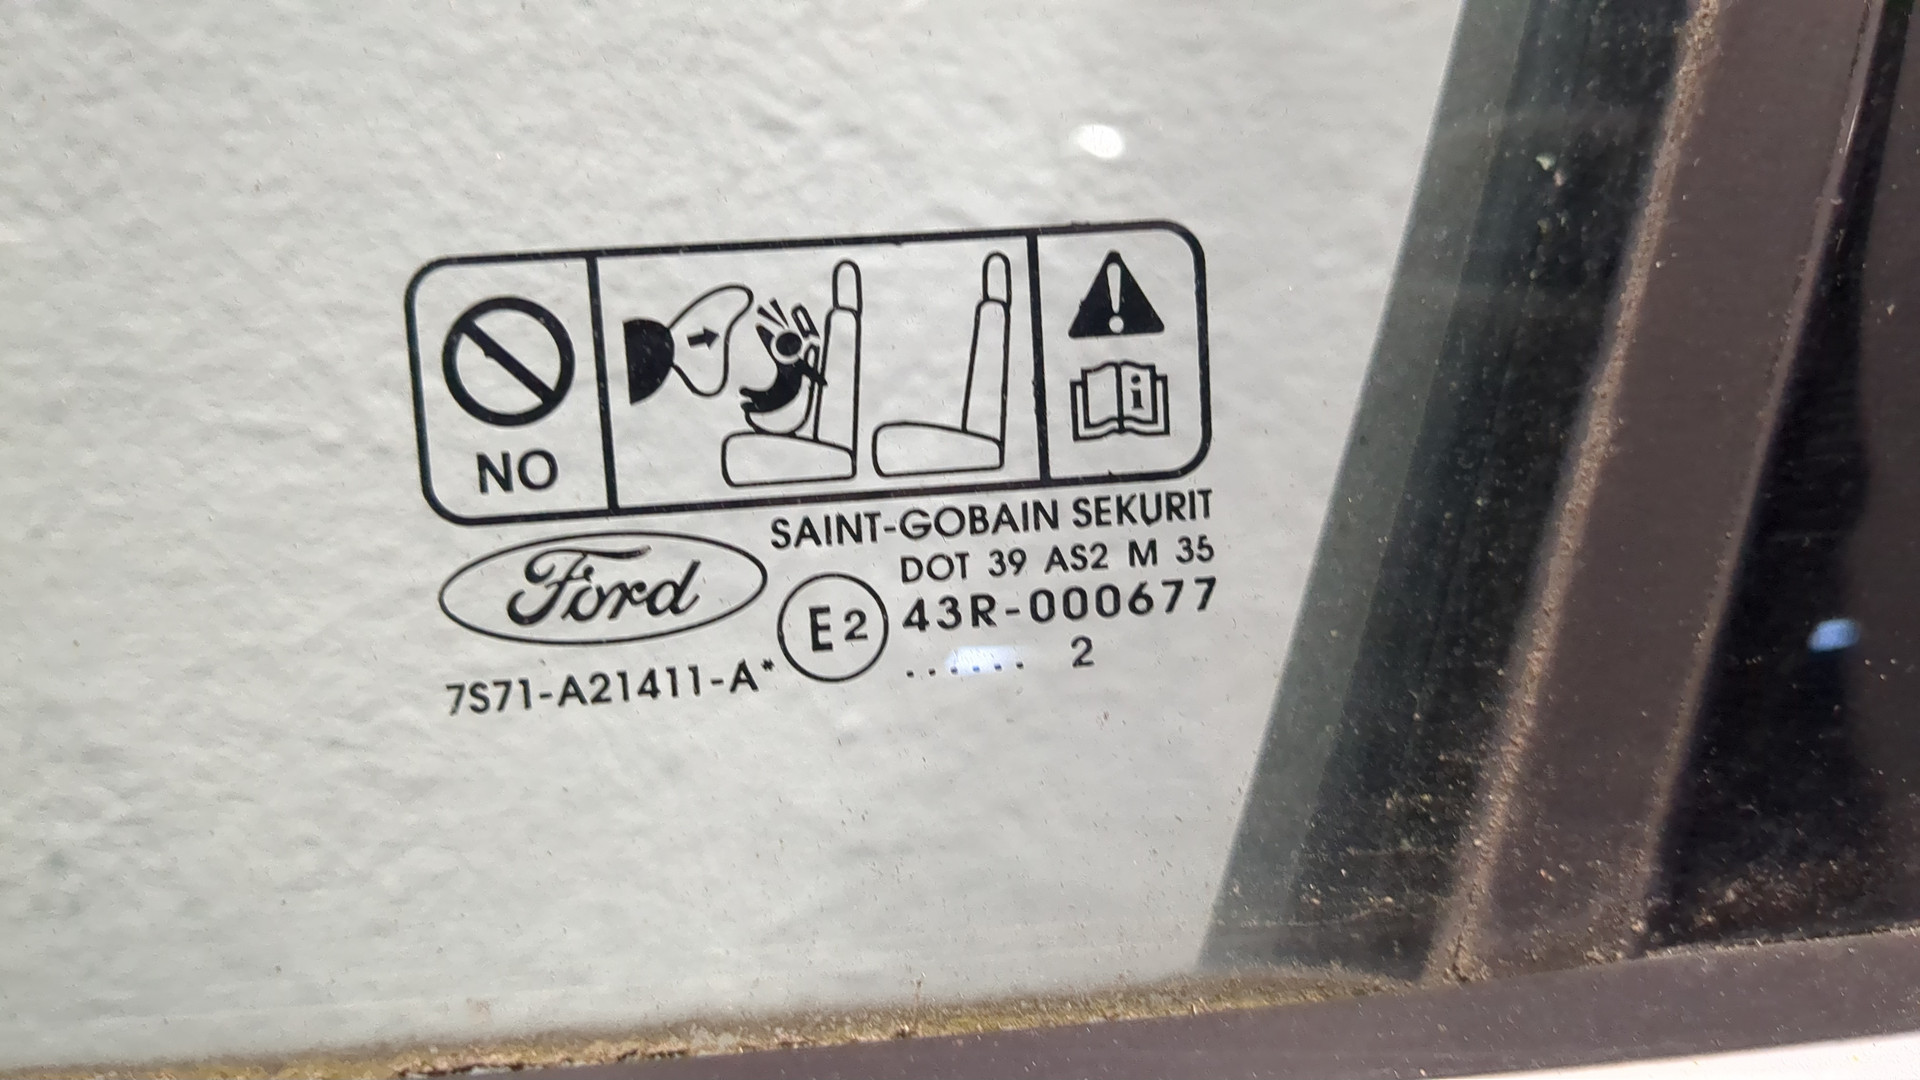 NO
SAINT-GOBAIN SEKURIT
DOT 39 AS2 M 35
Ford
E2 43R-000677
...... 2
7S71-A21411-A*